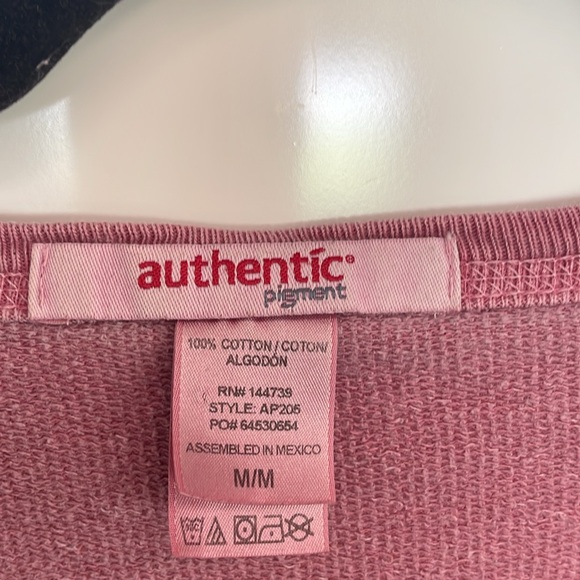 authentic®
pigment
100% COTTON / COTON/
ALGODÓN
RN# 144739
STYLE: AP205
PO# 64530654
ASSEMBLED IN MEXICO
M/M